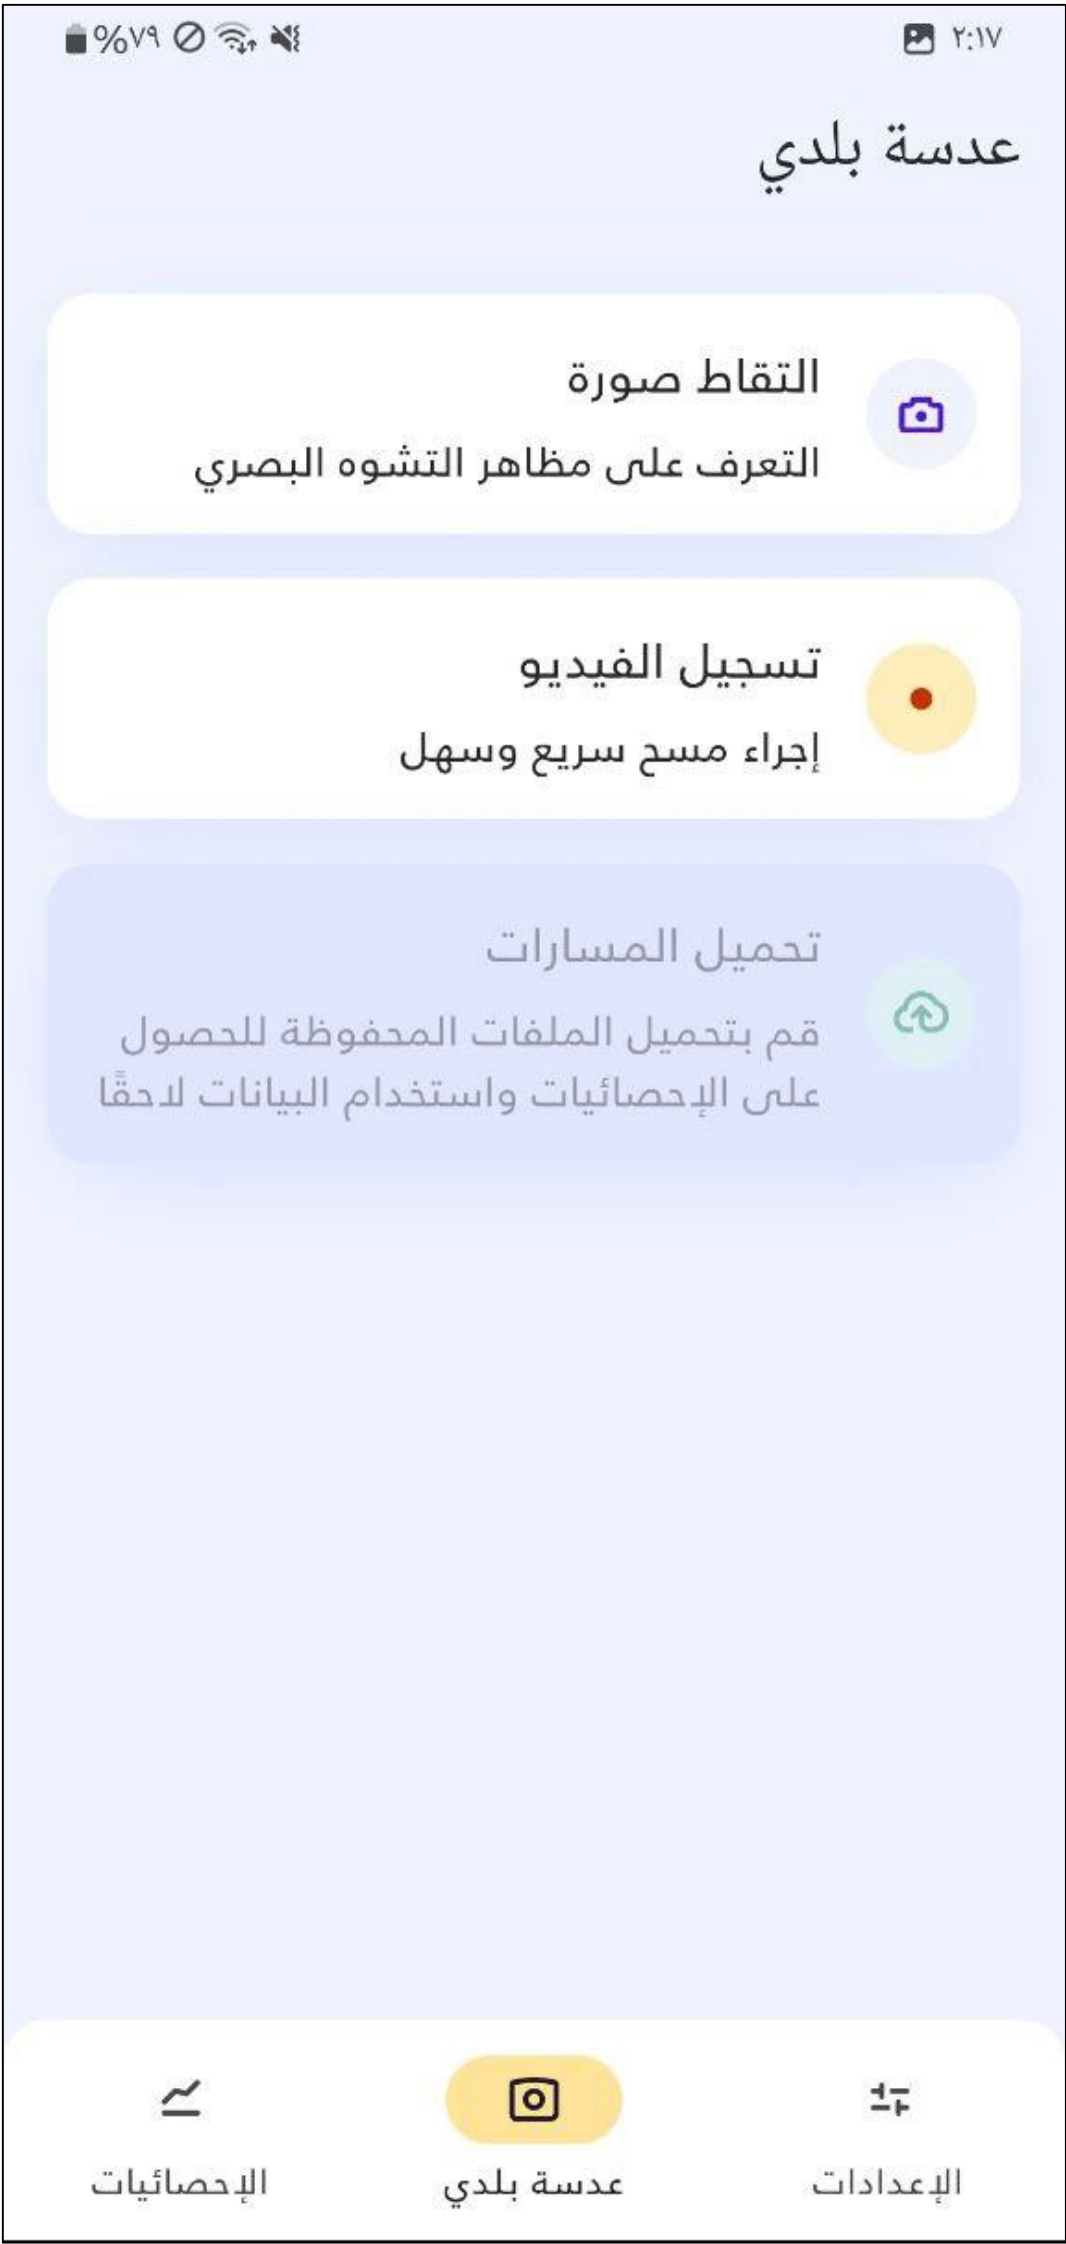 ٢:١٧
%٧٩
عدسة بلدي
التقاط صورة
التعرف على مظاهر التشوه البصري
تسجيل الفيديو
إجراء مسح سريع وسهل
تحميل المسارات
قم بتحميل الملفات المحفوظة للحصول
على الإحصائيات واستخدام البيانات لاحقًا
الإعدادات
عدسة بلدي
الإحصائيات